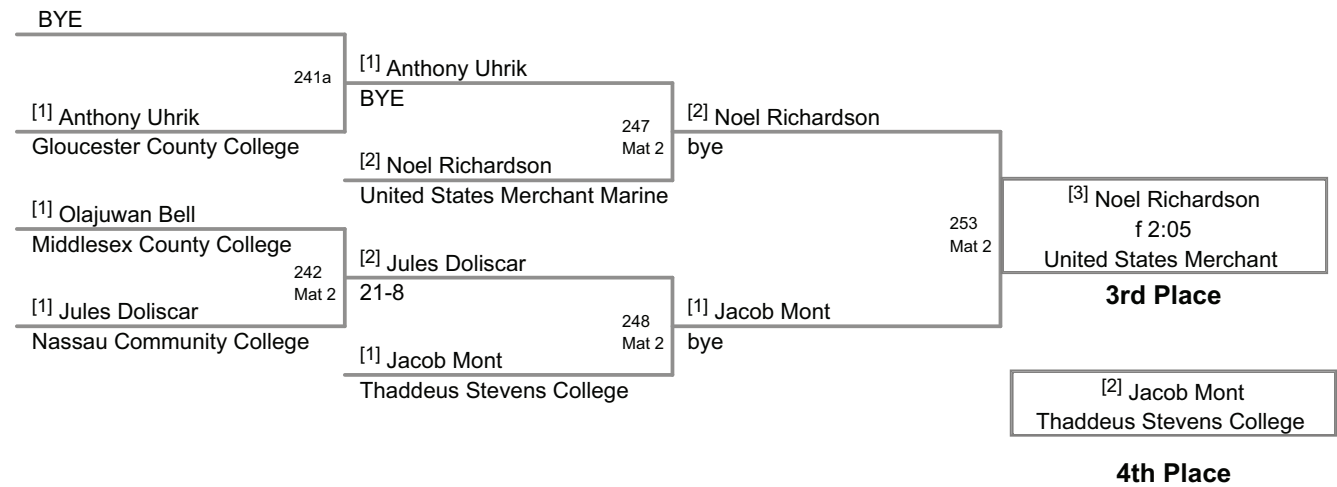 BYE
241a
[1] Anthony Uhrik
Gloucester County College
[1] Olajuwan Bell
Middlesex County College
242
Mat 2
[1] Jules Doliscar
Nassau Community College
[1] Anthony Uhrik
BYE
247
Mat 2
[2] Noel Richardson
United States Merchant Marine
[2] Jules Doliscar
21-8
248
Mat 2
[1] Jacob Mont
Thaddeus Stevens College
[2] Noel Richardson
bye
253
Mat 2
[1] Jacob Mont
bye
[3] Noel Richardson
f 2:05
United States Merchant
3rd Place
[2] Jacob Mont
Thaddeus Stevens College
4th Place